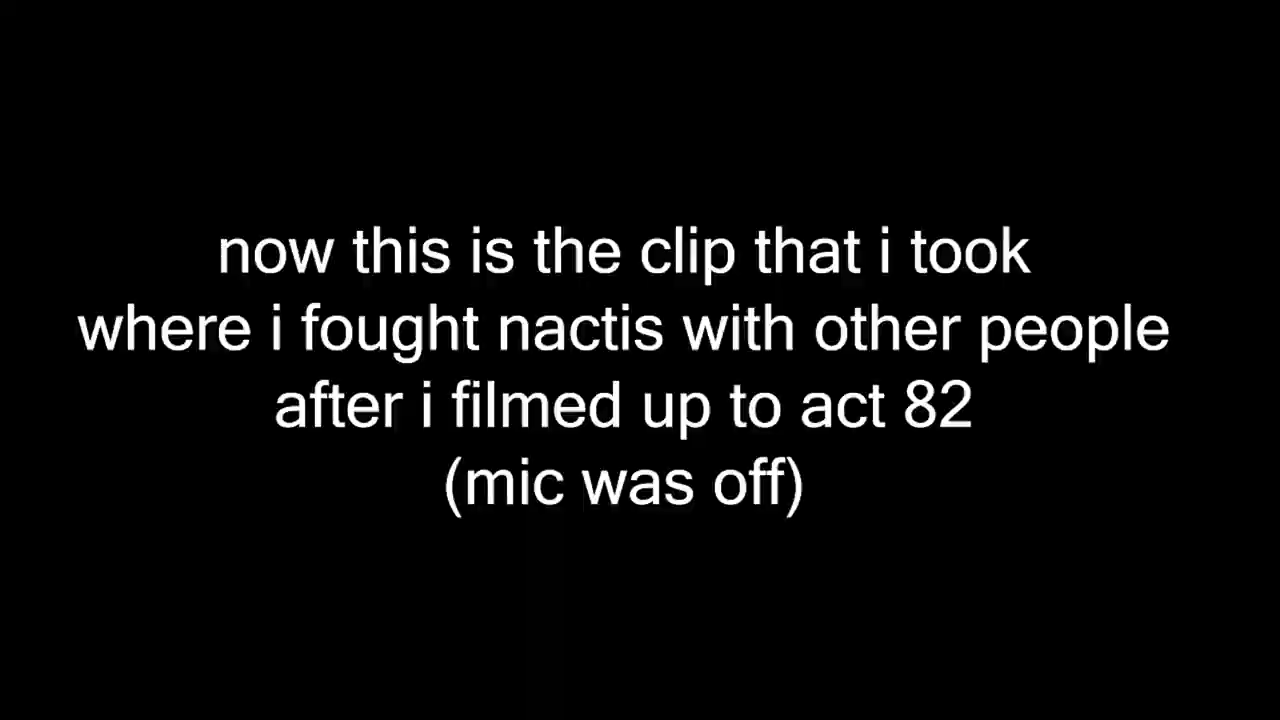 now this is the clip that i took
where i fought nactis with other people
after i filmed up to act 82
(mic was off)